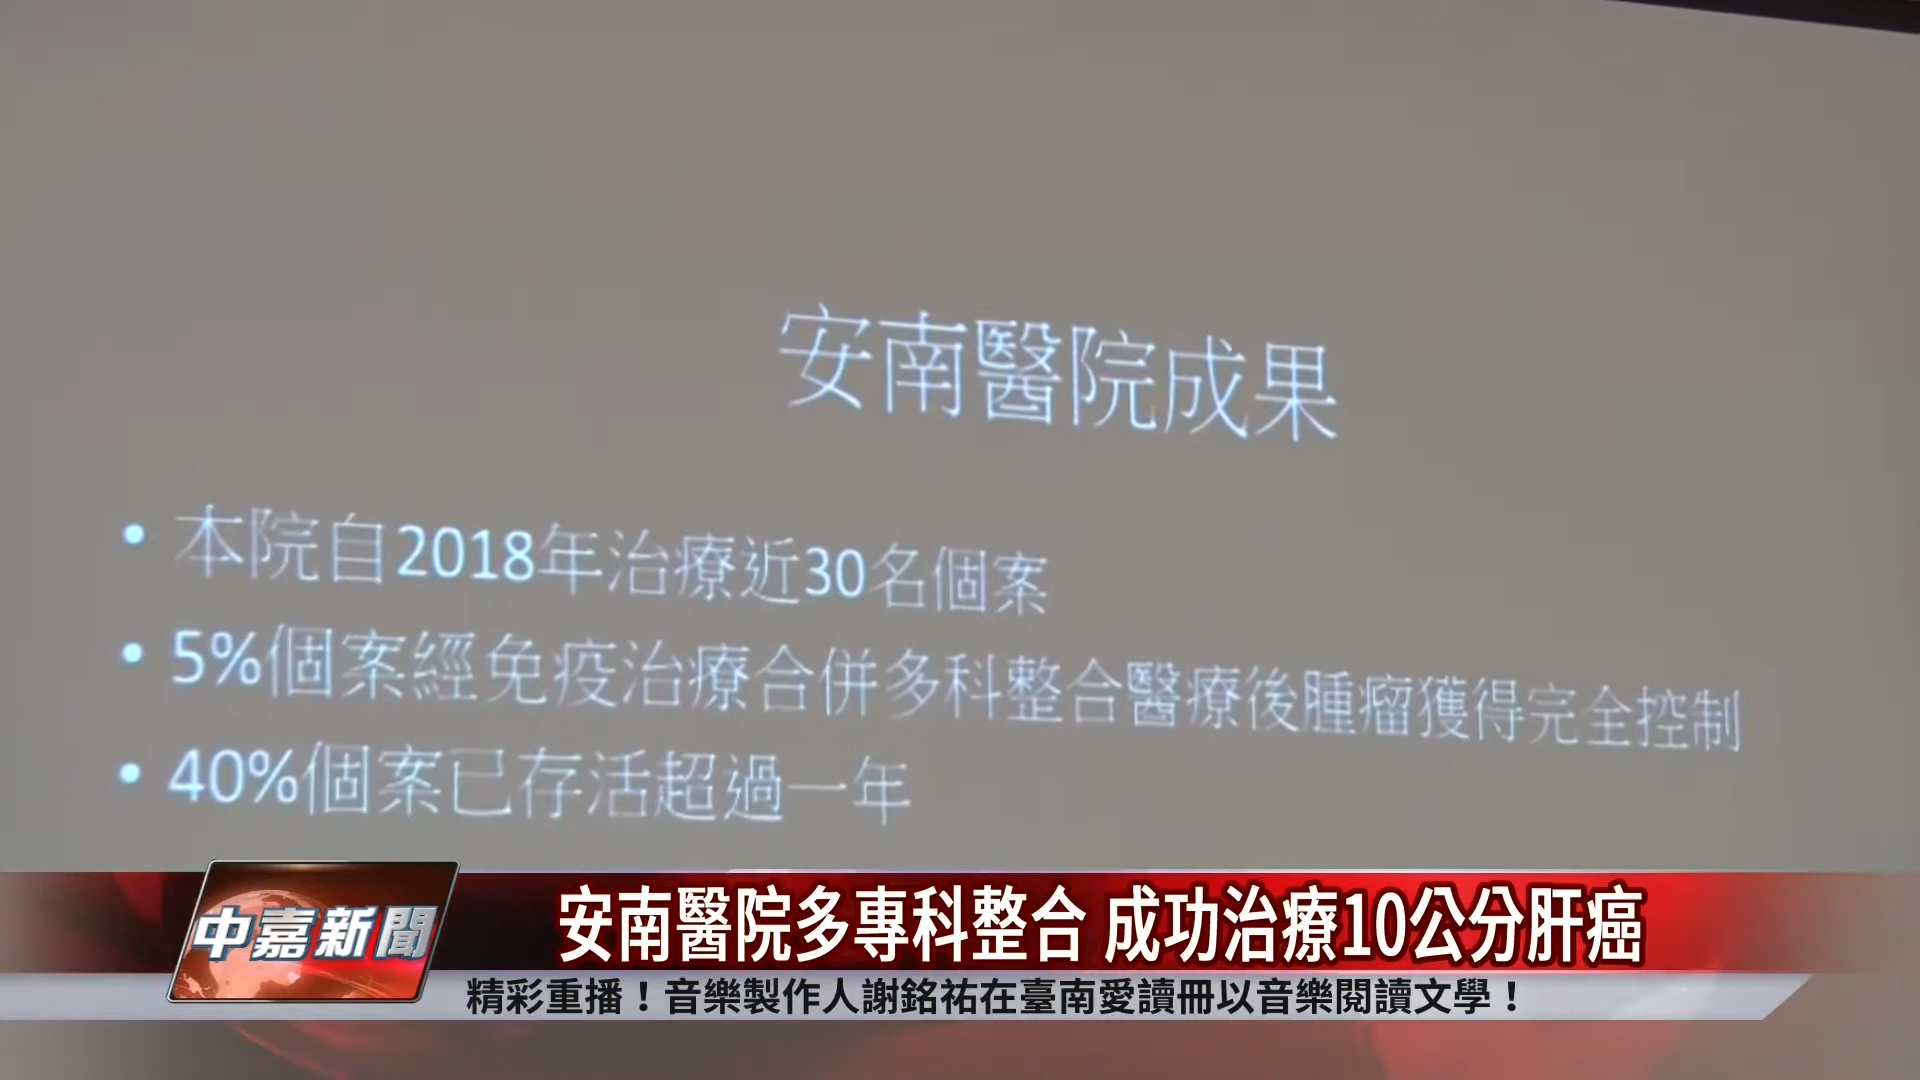 安南醫院成果
• 本院自2018年治療近30名個案
• 5%個案經免疫治療合併多科整合醫療後腫瘤獲得完全控制
• 40%個案已存活超過一年
中嘉新聞
安南醫院多專科整合 成功治療10公分肝癌
精彩重播！音樂製作人謝銘祐在臺南愛讀冊以音樂閱讀文學！